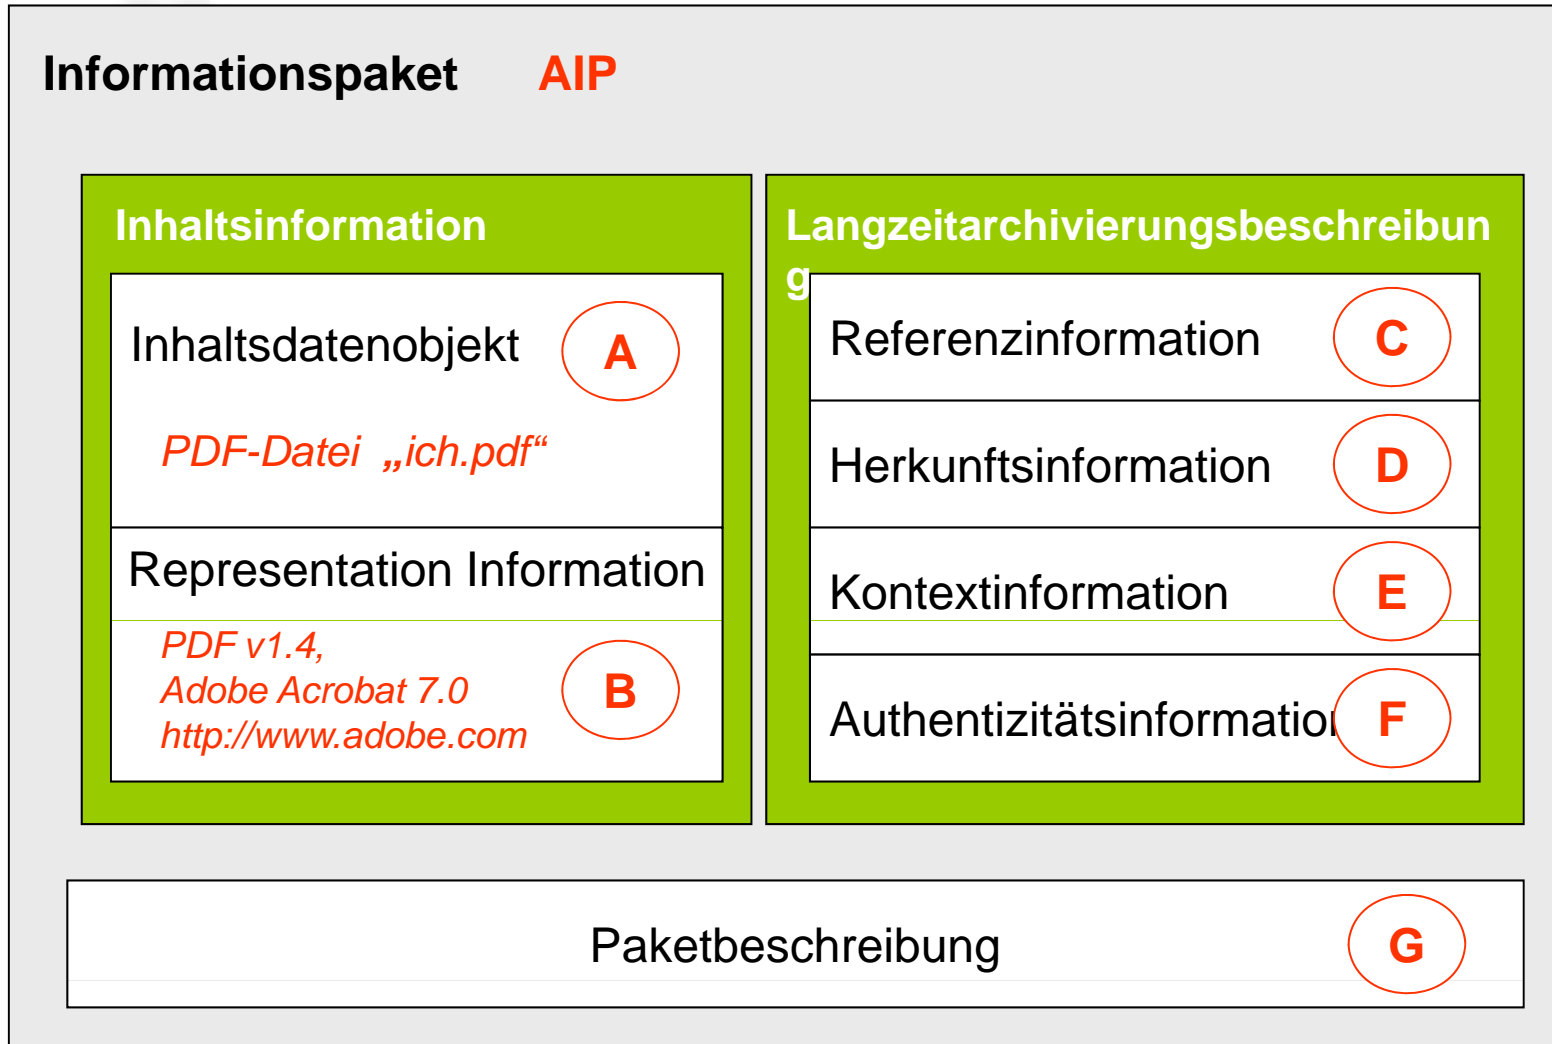 Informationspaket AIP
Inhaltsinformation
Inhaltsdatenobjekt A
PDF-Datei „ich.pdf“
Representation Information
PDF v1.4,
Adobe Acrobat 7.0
http://www.adobe.com
B
Langzeitarchivierungsbeschreibun
g
Referenzinformation C
Herkunftsinformation D
Kontextinformation E
Authentizitätsinformation F
Paketbeschreibung G